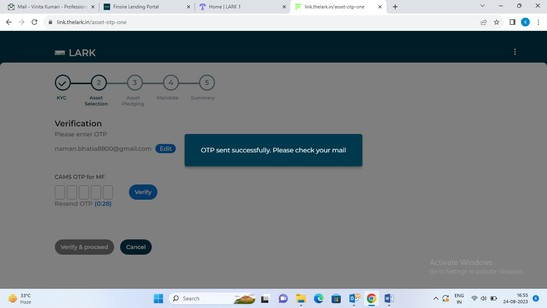 Mail - Vinita Kumari - Profession
Finsire Lending Portal
Home | LARK 1
link.thelark.in/asset-otp-one
link.thelark.in/asset-otp-one
LARK
2
3
4
5
KYC
Asset Selection
Asset Pledging
Mandate
Summary
Verification
Please enter OTP
naman.bhatia8800@gmail.com
Edit
OTP sent successfully. Please check your mail
CAMS OTP for MF
Verify
Resend OTP (0:28)
Verify & proceed
Cancel
Activate Windows
Go to Settings to activate Windows.
33°C
Haze
Search
ENG
IN
16:55
24-08-2023